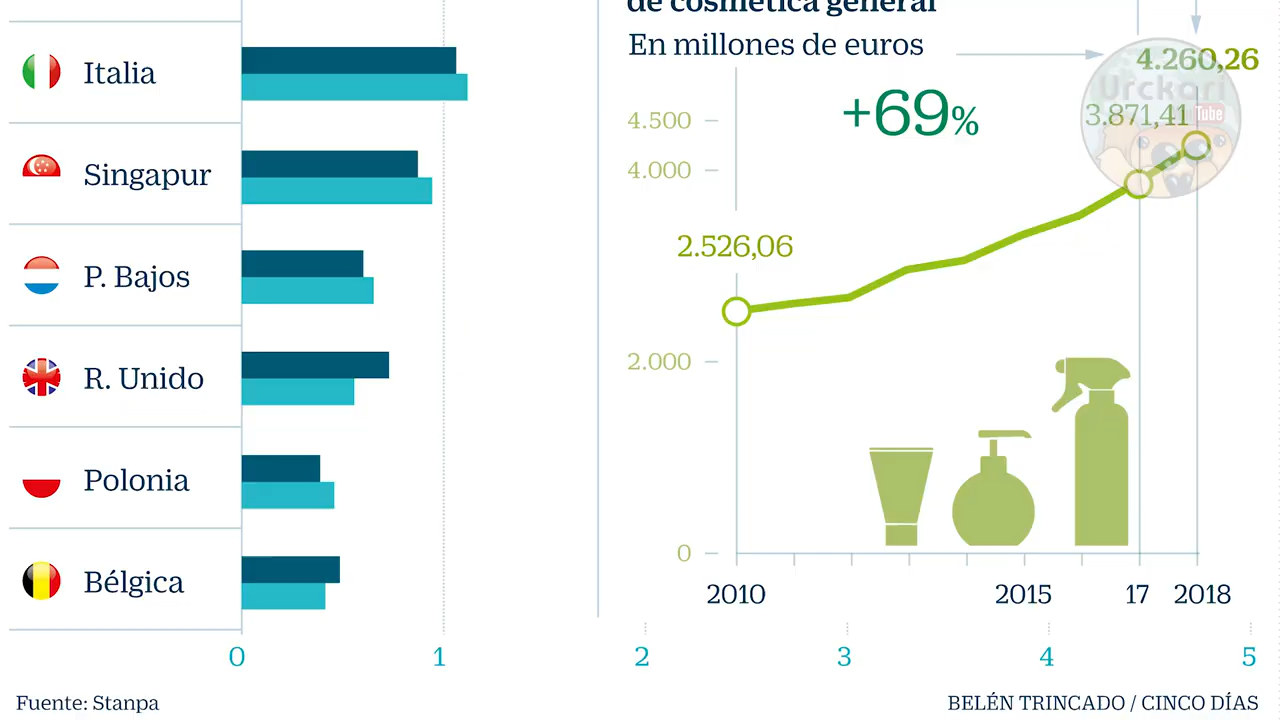 de cosmética general
En millones de euros
4.260,26
Urckari
Tube
3.871,41
+69%
4.500
4.000
2.526,06
2.000
0
2010
2015
17
2018
Italia
Singapur
P. Bajos
R. Unido
Polonia
Bélgica
0
1
2
3
4
5
Fuente: Stanpa
BELÉN TRINCADO / CINCO DÍAS